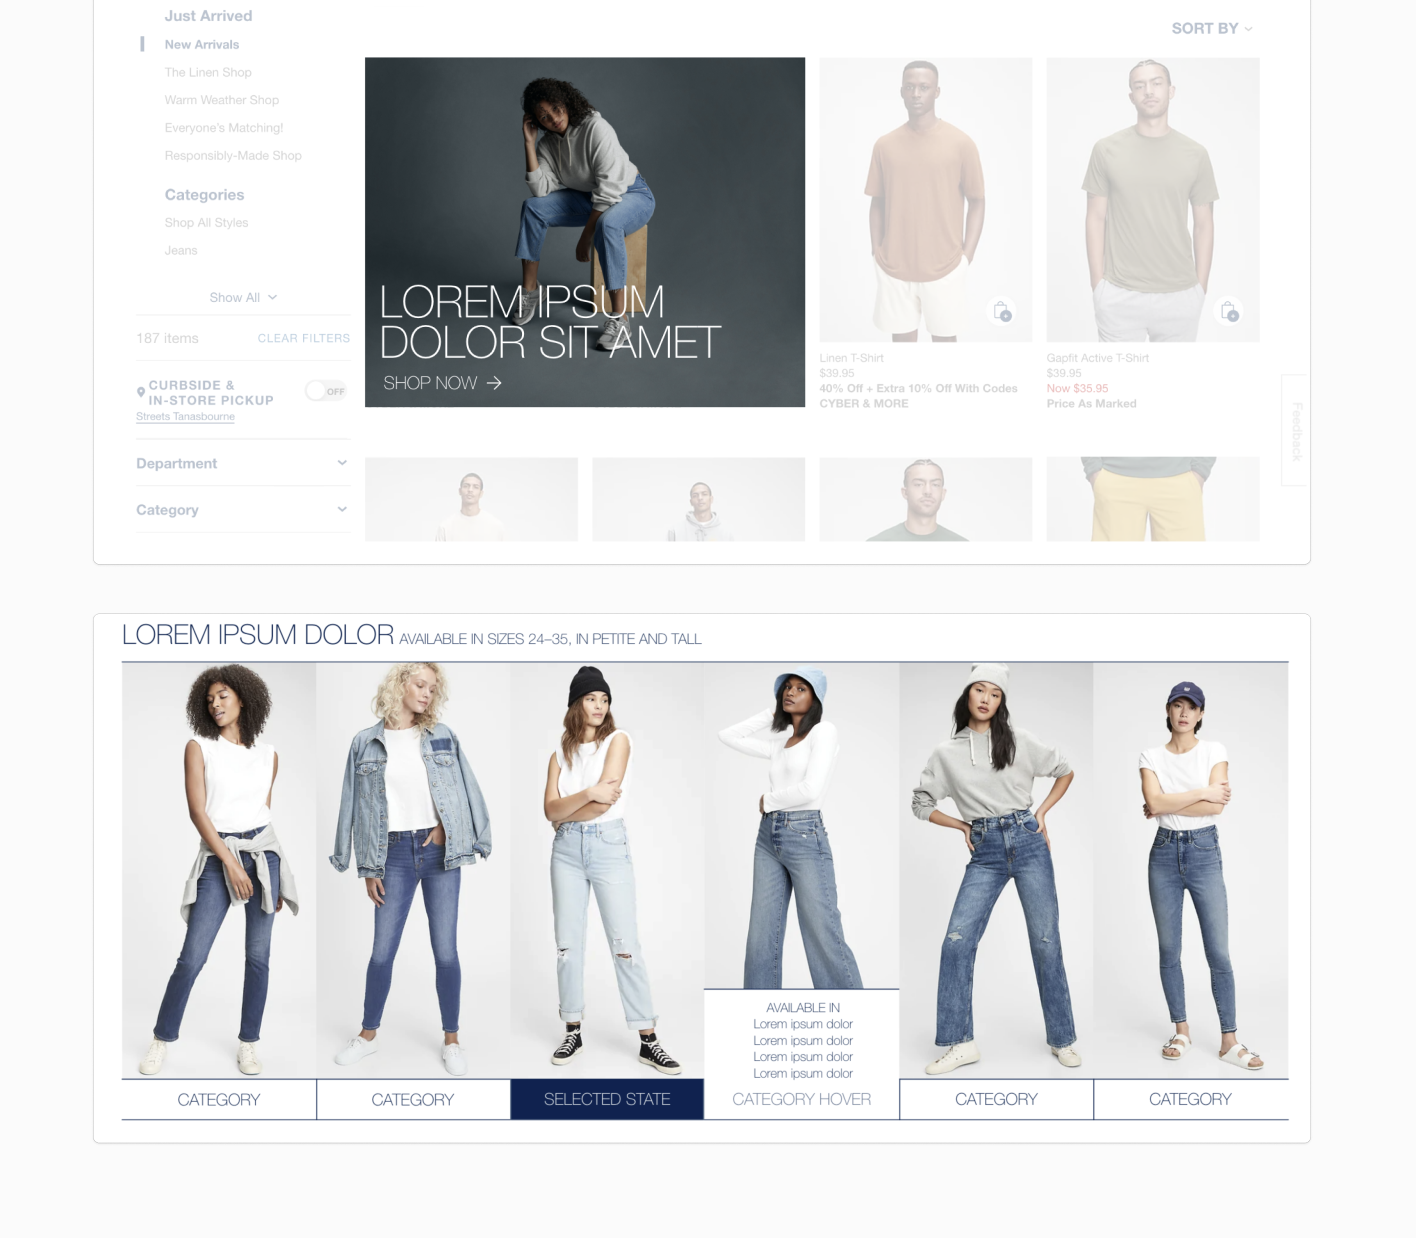 Just Arrived
New Arrivals
The Linen Shop
Warm Weather Shop
Everyone's Matching!
Responsibly-Made Shop
Categories
Shop All Styles
Jeans
Show All
187 items
CLEAR FILTERS
CURBSIDE &
IN-STORE PICKUP
OFF
Streets Tanasbourne
Department
Category
SORT BY
LOREM IPSUM
DOLOR SIT AMET
SHOP NOW →
Linen T-Shirt
$39.95
40% Off + Extra 10% Off With Codes
CYBER & MORE
Gapfit Active T-Shirt
$39.95
Now $35.95
Price As Marked
Feedback
LOREM IPSUM DOLOR AVAILABLE IN SIZES 24–35, IN PETITE AND TALL
AVAILABLE IN
Lorem ipsum dolor
Lorem ipsum dolor
Lorem ipsum dolor
Lorem ipsum dolor
CATEGORY
CATEGORY
SELECTED STATE
CATEGORY HOVER
CATEGORY
CATEGORY